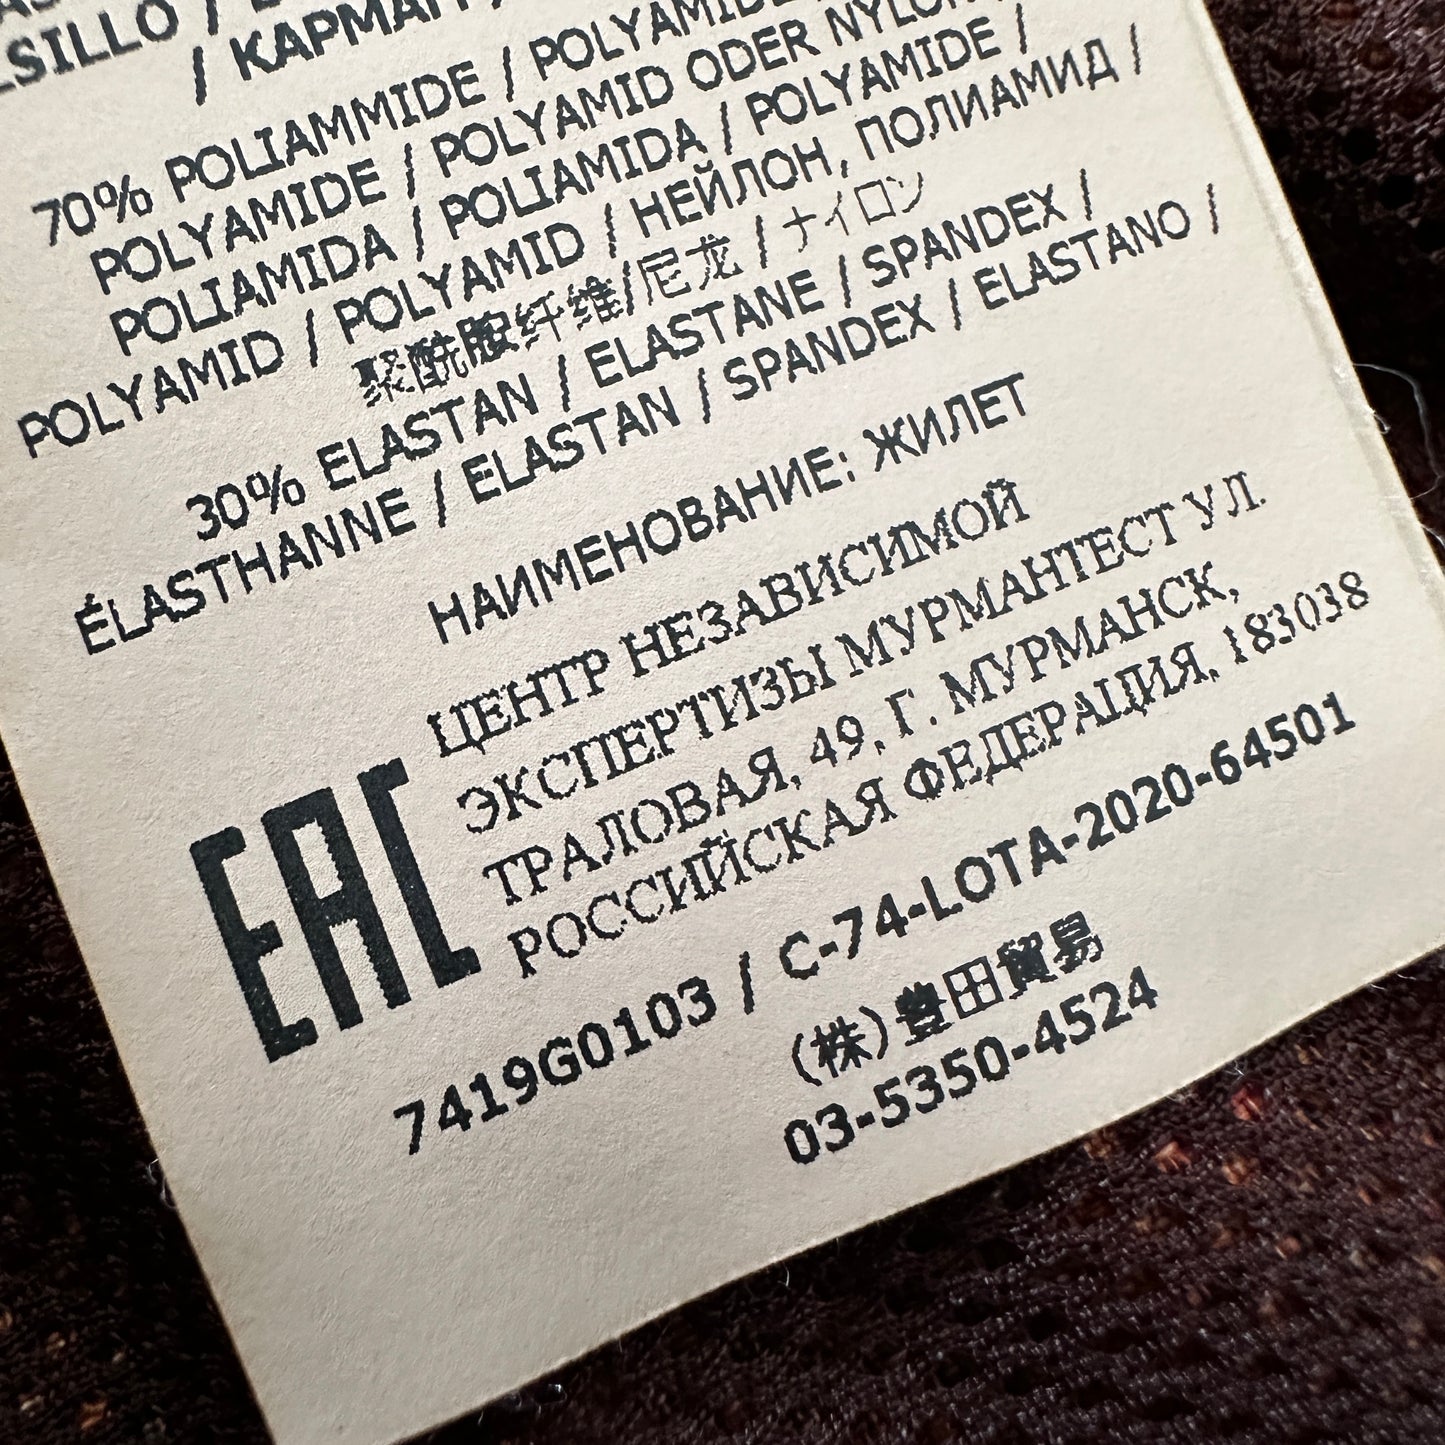 / КАРМАН
70% POLIAMMIDE / POLYAMIDE
POLYAMIDE / POLYAMID ODER NYLON
POLIAMIDA / POLIAMIDA / POLYAMIDE /
POLYAMID / POLYAMID / НЕЙЛОН, ПОЛИАМИД /
聚酰胺纤维/尼龙 / ナイロン
30% ELASTAN / ELASTANE / SPANDEX /
ÉLASTHANNE / ELASTAN / SPANDEX / ELASTANO /
НАИМЕНОВАНИЕ: ЖИЛЕТ
ЦЕНТР НЕЗАВИСИМОЙ
ЭКСПЕРТИЗЫ МУРМАНТЕСТ УЛ.
ТРАЛОВАЯ, 49, Г. МУРМАНСК,
РОССИЙСКАЯ ФЕДЕРАЦИЯ, 183038
EAC
7419G0103 / C-74-LOTA-2020-64501
(株)豊田貿易
03-5350-4524